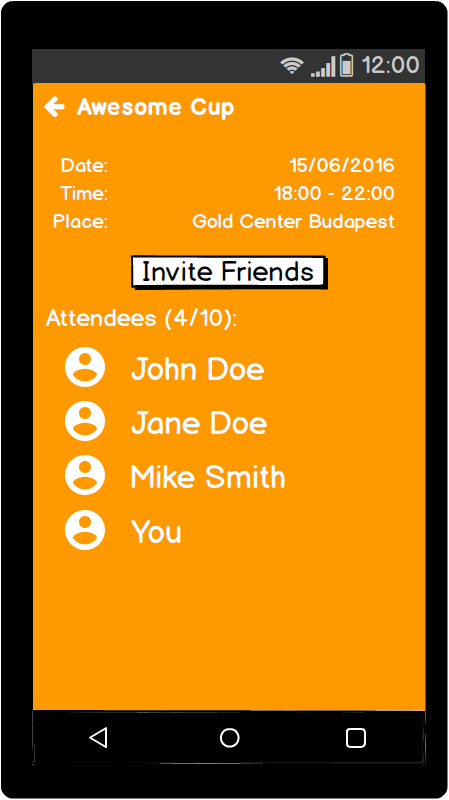 12:00
Awesome Cup
Date: 15/06/2016
Time: 18:00 - 22:00
Place: Gold Center Budapest
Invite Friends
Attendees (4/10):
John Doe
Jane Doe
Mike Smith
You